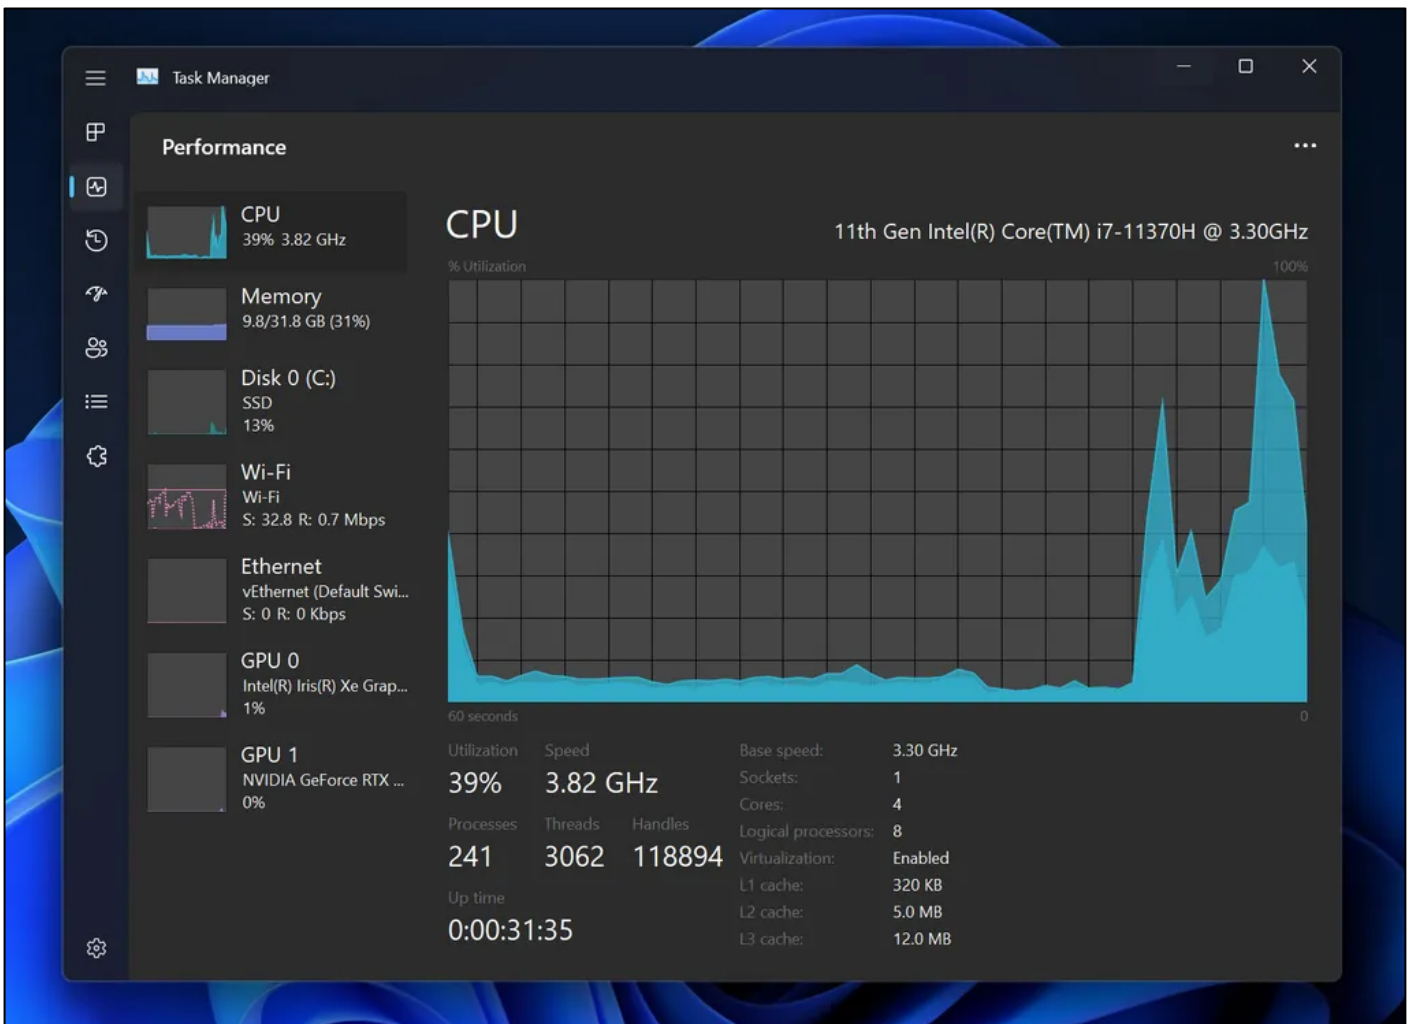 Task Manager
Performance
CPU
39% 3.82 GHz
Memory
9.8/31.8 GB (31%)
Disk 0 (C:)
SSD
13%
Wi-Fi
Wi-Fi
S: 32.8 R: 0.7 Mbps
Ethernet
vEthernet (Default Swi...
S: 0 R: 0 Kbps
GPU 0
Intel(R) Iris(R) Xe Grap...
1%
GPU 1
NVIDIA GeForce RTX ...
0%
CPU
11th Gen Intel(R) Core(TM) i7-11370H @ 3.30GHz
% Utilization
100%
60 seconds
0
Utilization
Speed
39%
3.82 GHz
Processes
Threads
Handles
241
3062
118894
Up time
0:00:31:35
Base speed:
3.30 GHz
Sockets:
1
Cores:
4
Logical processors:
8
Virtualization:
Enabled
L1 cache:
320 KB
L2 cache:
5.0 MB
L3 cache:
12.0 MB